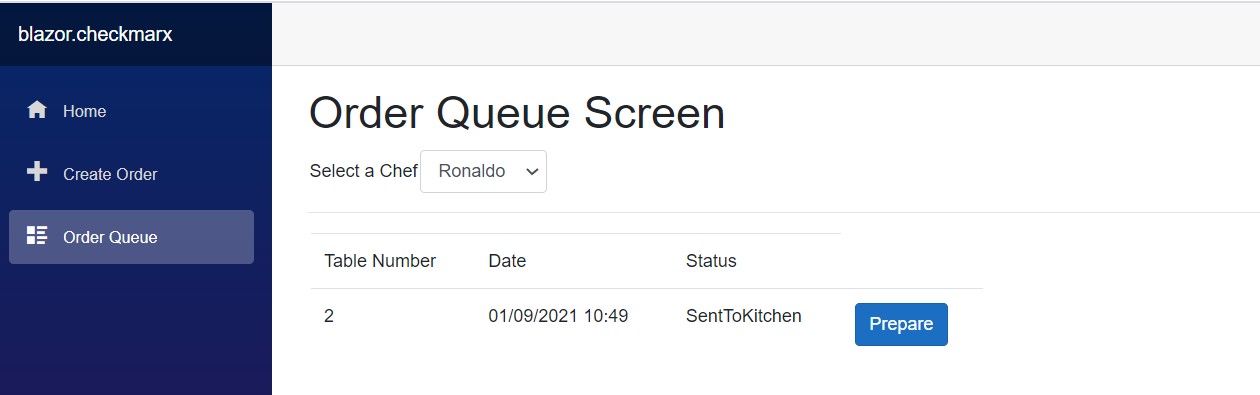 blazor.checkmarx
Home
Create Order
Order Queue
Order Queue Screen
Select a Chef Ronaldo
Table Number Date Status
2 01/09/2021 10:49 SentToKitchen Prepare